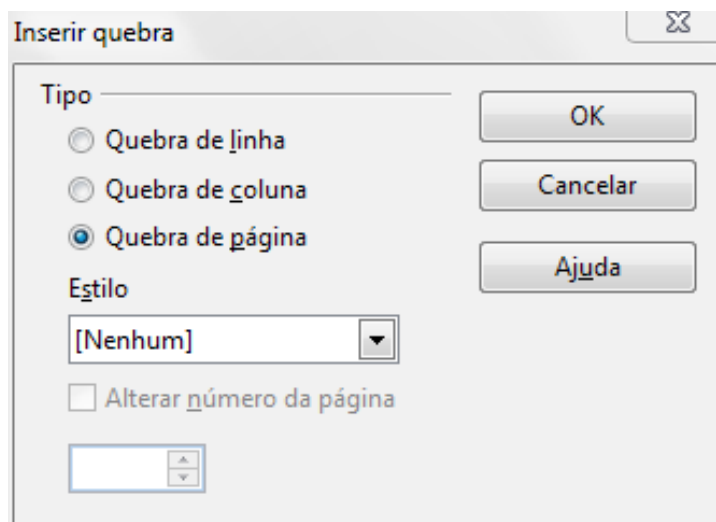 Inserir quebra
Tipo
Quebra de linha
Quebra de coluna
Quebra de página
Estilo
[Nenhum]
Alterar número da página
OK
Cancelar
Ajuda